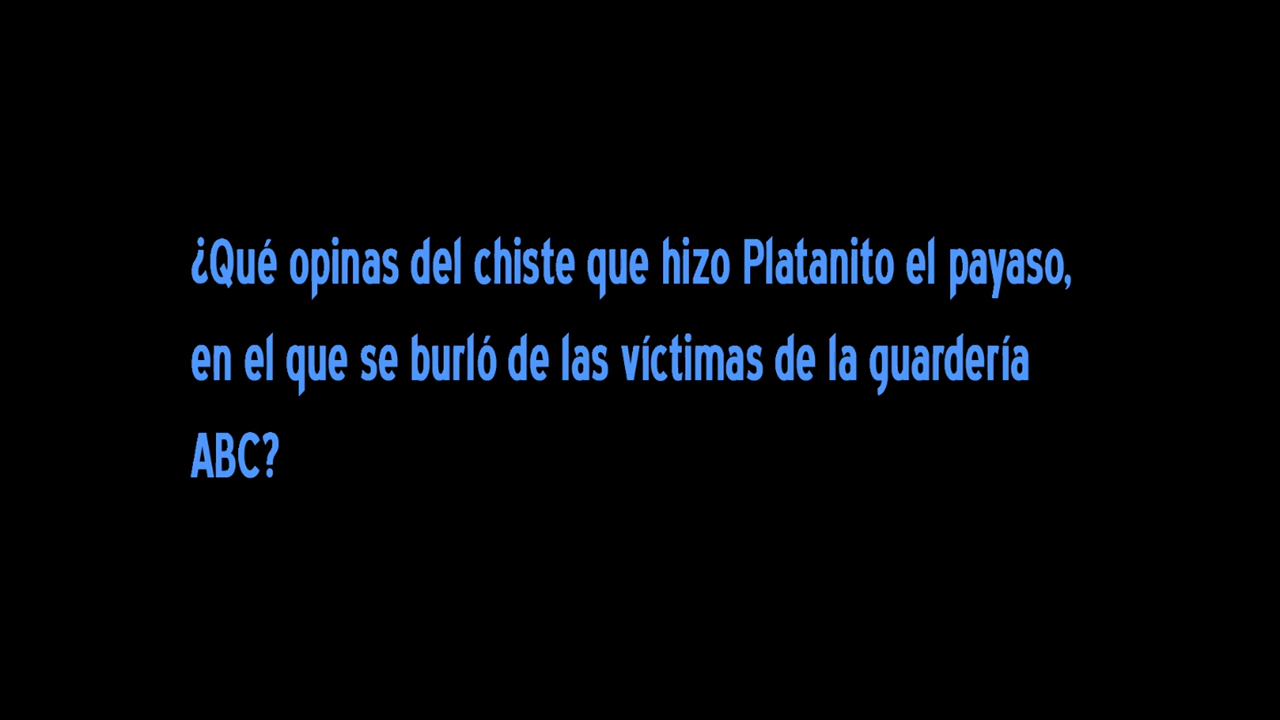 ¿Qué opinas del chiste que hizo Platanito el payaso,
en el que se burló de las víctimas de la guardería
ABC?